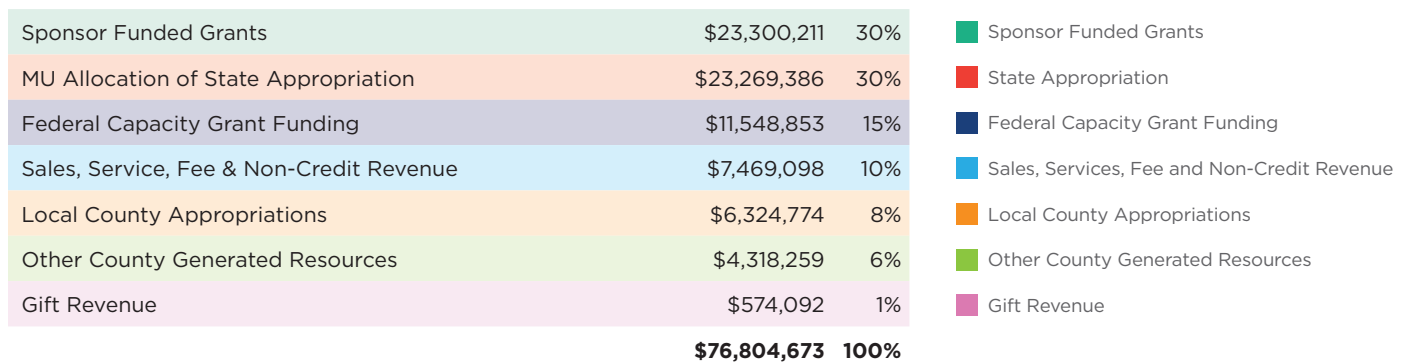 Sponsor Funded Grants $23,300,211 30%
MU Allocation of State Appropriation $23,269,386 30%
Federal Capacity Grant Funding $11,548,853 15%
Sales, Service, Fee & Non-Credit Revenue $7,469,098 10%
Local County Appropriations $6,324,774 8%
Other County Generated Resources $4,318,259 6%
Gift Revenue $574,092 1%
$76,804,673 100%
Sponsor Funded Grants
State Appropriation
Federal Capacity Grant Funding
Sales, Services, Fee and Non-Credit Revenue
Local County Appropriations
Other County Generated Resources
Gift Revenue